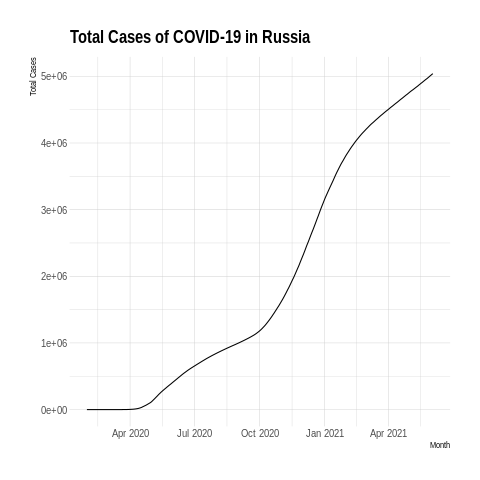 Total Cases of COVID-19 in Russia
Total Cases
5e+06
4e+06
3e+06
2e+06
1e+06
0e+00
Apr 2020 Jul 2020 Oct 2020 Jan 2021 Apr 2021
Month